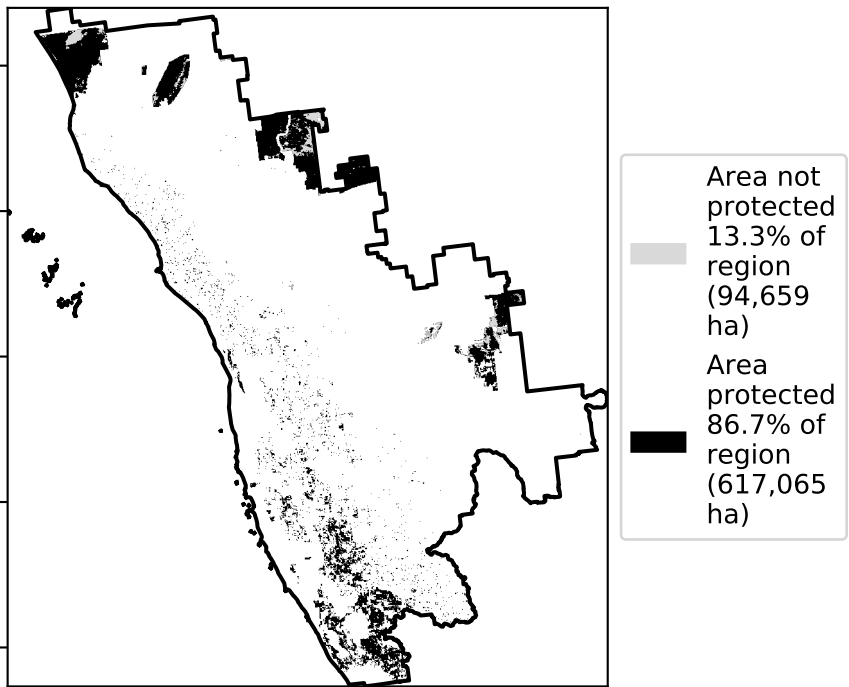 Area not
protected
13.3% of
region
(94,659
ha)
Area
protected
86.7% of
region
(617,065
ha)